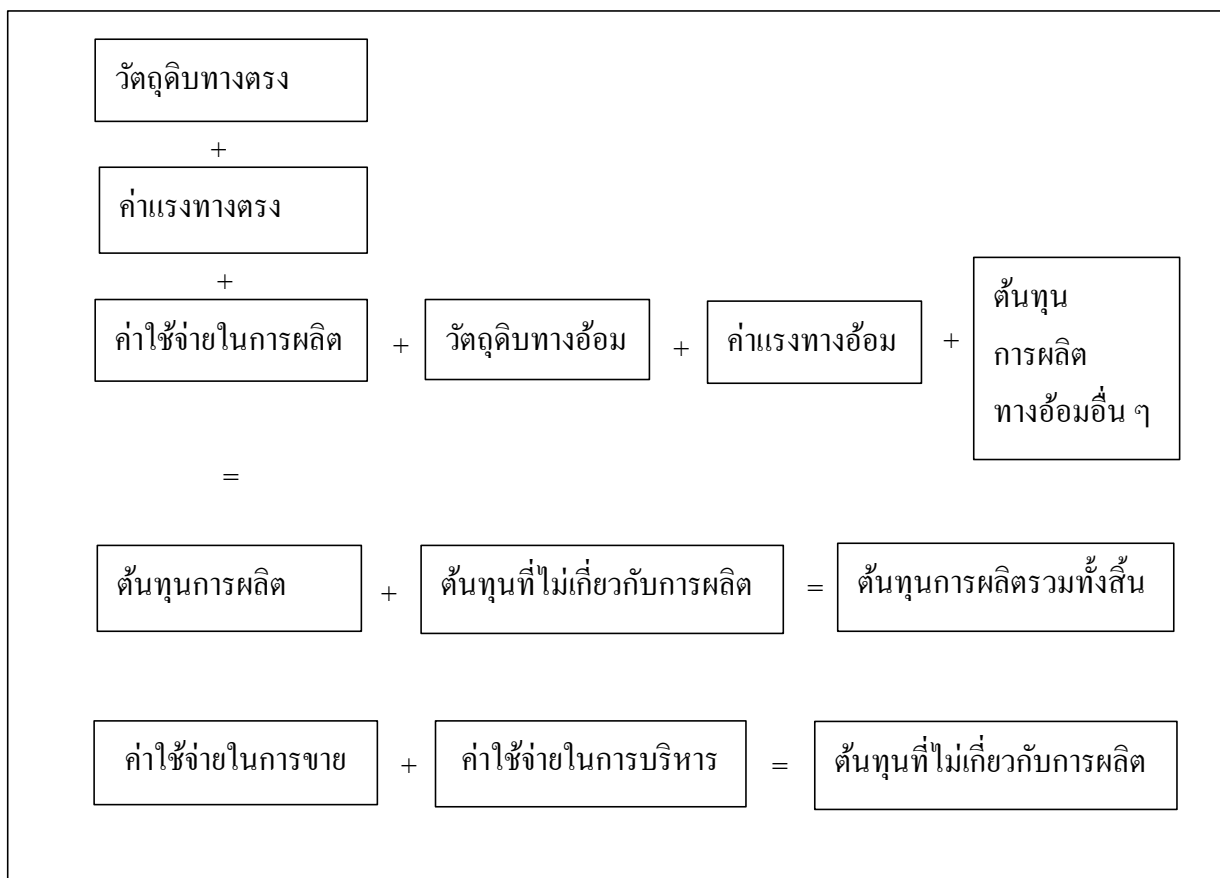 วัตถุดิบทางตรง
+
ค่าแรงทางตรง
+
ค่าใช้จ่ายในการผลิต + วัตถุดิบทางอ้อม + ค่าแรงทางอ้อม + ต้นทุน
การผลิต
ทางอ้อมอื่น ๆ
=
ต้นทุนการผลิต + ต้นทุนที่ไม่เกี่ยวกับการผลิต = ต้นทุนการผลิตรวมทั้งสิ้น
ค่าใช้จ่ายในการขาย + ค่าใช้จ่ายในการบริหาร = ต้นทุนที่ไม่เกี่ยวกับการผลิต